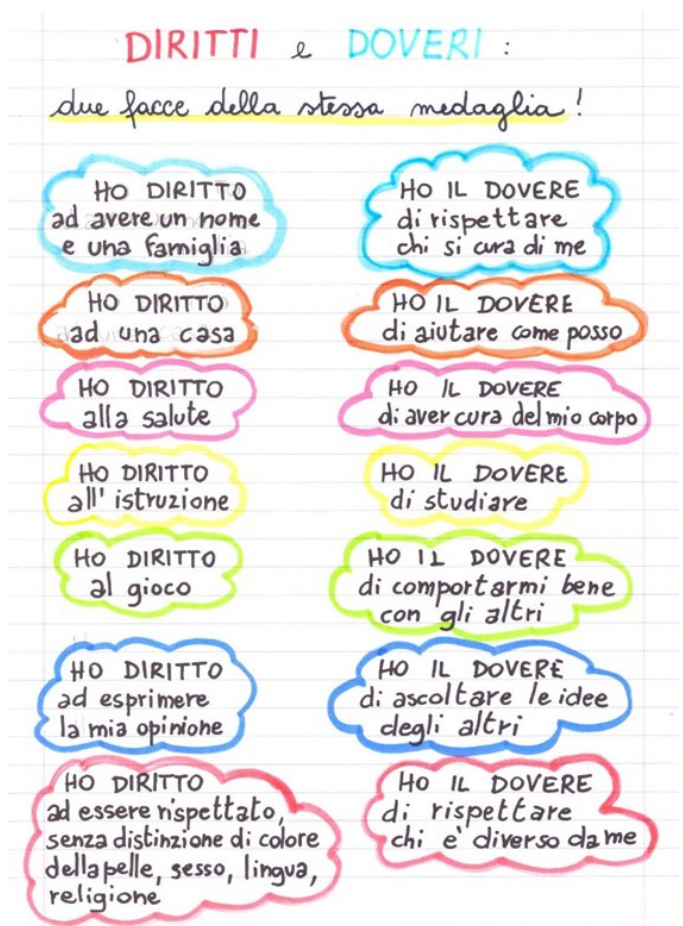 DIRITTI e DOVERI :
due facce della stessa medaglia!
HO DIRITTO
ad avere un nome
e una famiglia
HO IL DOVERE
di rispettare
chi si cura di me
HO DIRITTO
ad una casa
HO IL DOVERE
di aiutare come posso
HO DIRITTO
alla salute
HO IL DOVERE
di aver cura del mio corpo
HO DIRITTO
all' istruzione
HO IL DOVERE
di studiare
HO DIRITTO
al gioco
HO IL DOVERE
di comportarmi bene
con gli altri
HO DIRITTO
ad esprimere
la mia opinione
HO IL DOVERE
di ascoltare le idee
degli altri
HO DIRITTO
ad essere rispettato,
senza distinzione di colore
della pelle, sesso, lingua,
religione
HO IL DOVERE
di rispettare
chi è diverso da me